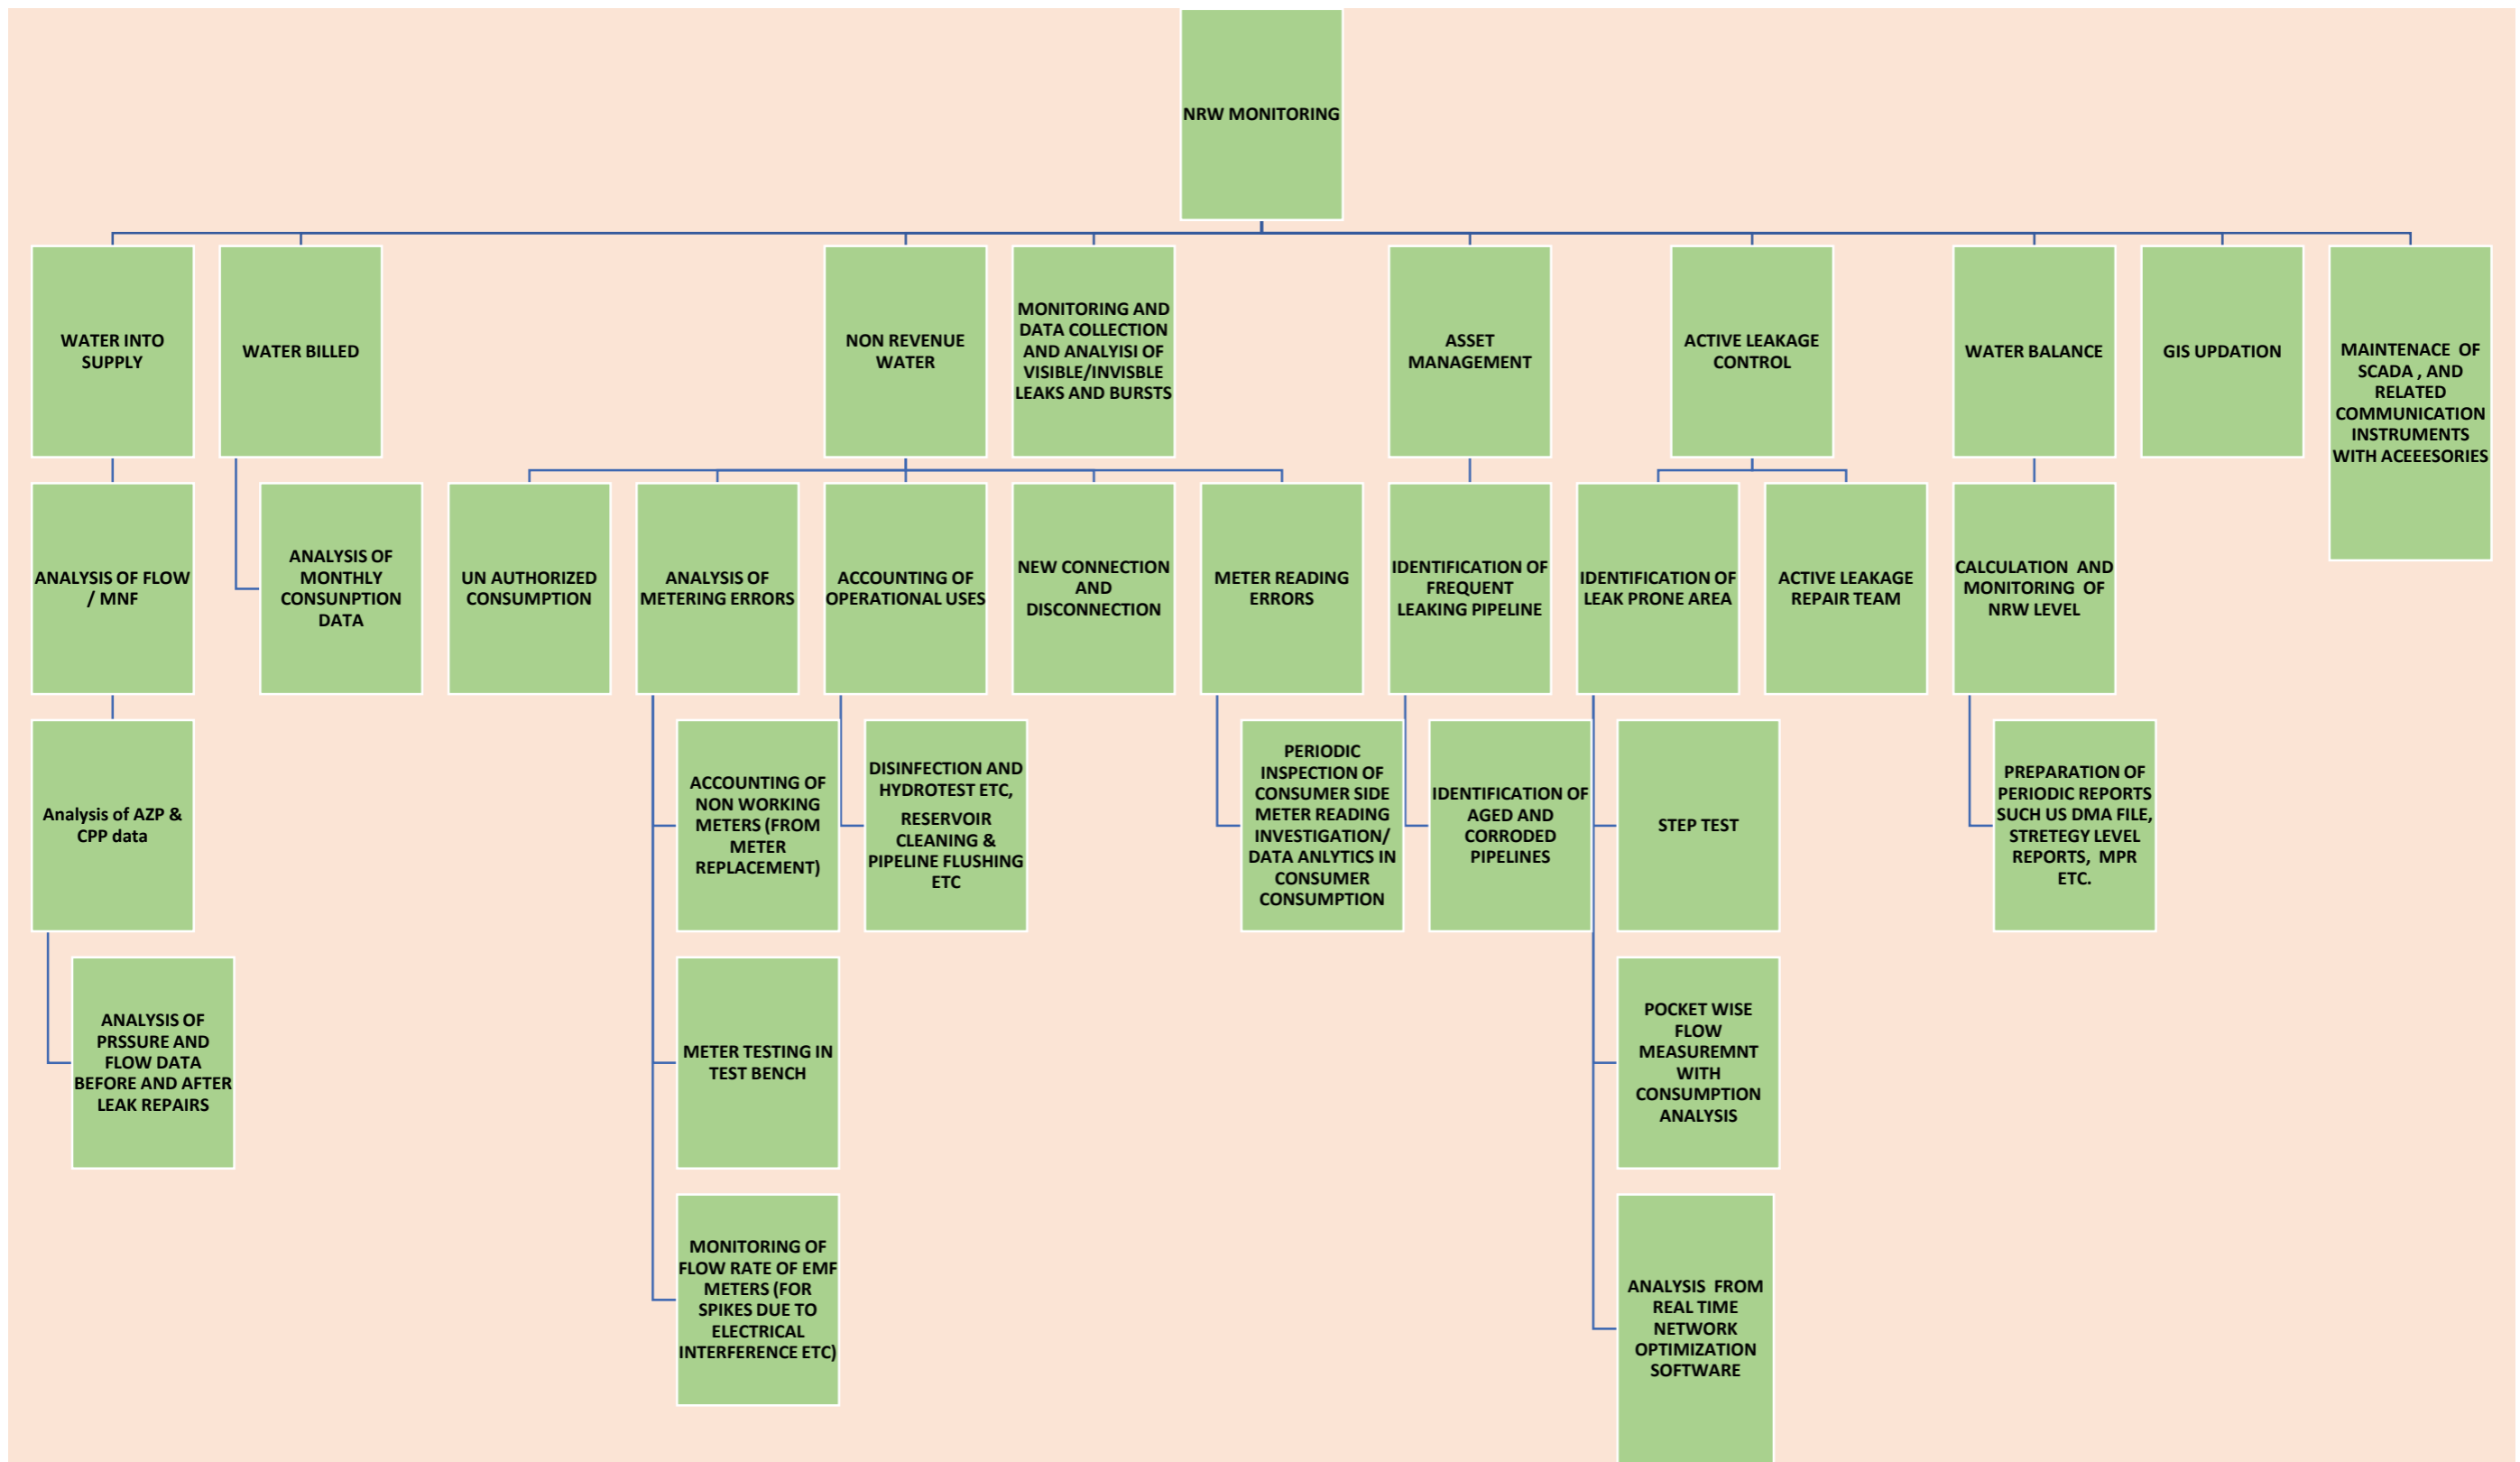 NRW MONITORING
WATER INTO
SUPPLY
WATER BILLED
NON REVENUE
WATER
MONITORING AND
DATA COLLECTION
AND ANALYISI OF
VISIBLE/INVISBLE
LEAKS AND BURSTS
ASSET
MANAGEMENT
ACTIVE LEAKAGE
CONTROL
WATER BALANCE
GIS UPDATION
MAINTENACE OF
SCADA , AND
RELATED
COMMUNICATION
INSTRUMENTS
WITH ACEEESORIES
ANALYSIS OF FLOW
/ MNF
ANALYSIS OF
MONTHLY
CONSUNPTION
DATA
UN AUTHORIZED
CONSUMPTION
ANALYSIS OF
METERING ERRORS
ACCOUNTING OF
OPERATIONAL USES
NEW CONNECTION
AND
DISCONNECTION
METER READING
ERRORS
IDENTIFICATION OF
FREQUENT
LEAKING PIPELINE
IDENTIFICATION OF
LEAK PRONE AREA
ACTIVE LEAKAGE
REPAIR TEAM
CALCULATION AND
MONITORING OF
NRW LEVEL
Analysis of AZP &
CPP data
ACCOUNTING OF
NON WORKING
METERS (FROM
METER
REPLACEMENT)
DISINFECTION AND
HYDROTEST ETC,
RESERVOIR
CLEANING &
PIPELINE FLUSHING
ETC
PERIODIC
INSPECTION OF
CONSUMER SIDE
METER READING
INVESTIGATION/
DATA ANLYTICS IN
CONSUMER
CONSUMPTION
IDENTIFICATION OF
AGED AND
CORRODED
PIPELINES
STEP TEST
PREPARATION OF
PERIODIC REPORTS
SUCH US DMA FILE,
STRETEGY LEVEL
REPORTS, MPR
ETC.
ANALYSIS OF
PRSSURE AND
FLOW DATA
BEFORE AND AFTER
LEAK REPAIRS
METER TESTING IN
TEST BENCH
POCKET WISE
FLOW
MEASUREMNT
WITH
CONSUMPTION
ANALYSIS
MONITORING OF
FLOW RATE OF EMF
METERS (FOR
SPIKES DUE TO
ELECTRICAL
INTERFERENCE ETC)
ANALYSIS FROM
REAL TIME
NETWORK
OPTIMIZATION
SOFTWARE